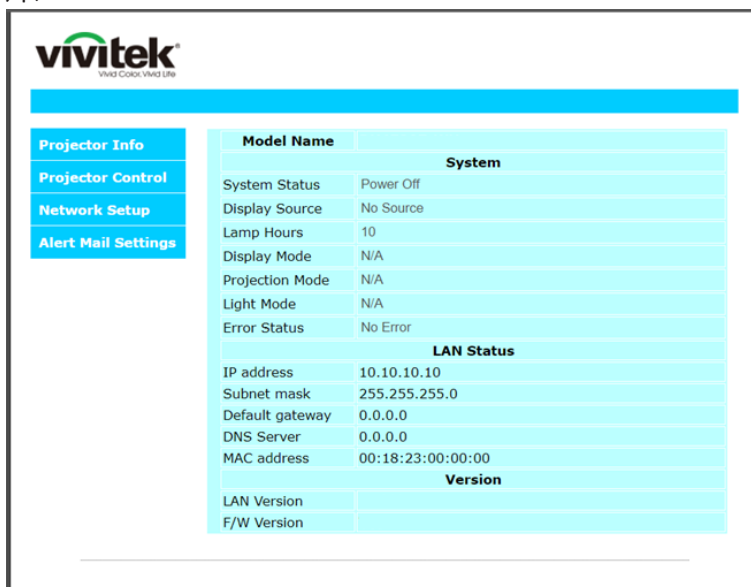 vivitek®
Vivid Color, Vivid Life
Projector Info
Projector Control
Network Setup
Alert Mail Settings
Model Name
System
System Status Power Off
Display Source No Source
Lamp Hours 10
Display Mode N/A
Projection Mode N/A
Light Mode N/A
Error Status No Error
LAN Status
IP address 10.10.10.10
Subnet mask 255.255.255.0
Default gateway 0.0.0.0
DNS Server 0.0.0.0
MAC address 00:18:23:00:00:00
Version
LAN Version
F/W Version